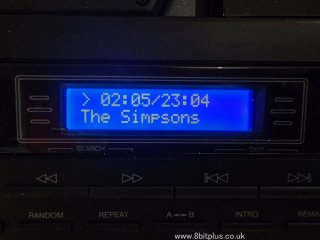 > 02:05/23:04
The Simpsons
SEARCH
SKIP
RANDOM REPEAT A↔B INTRO
www.8bitplus.co.uk